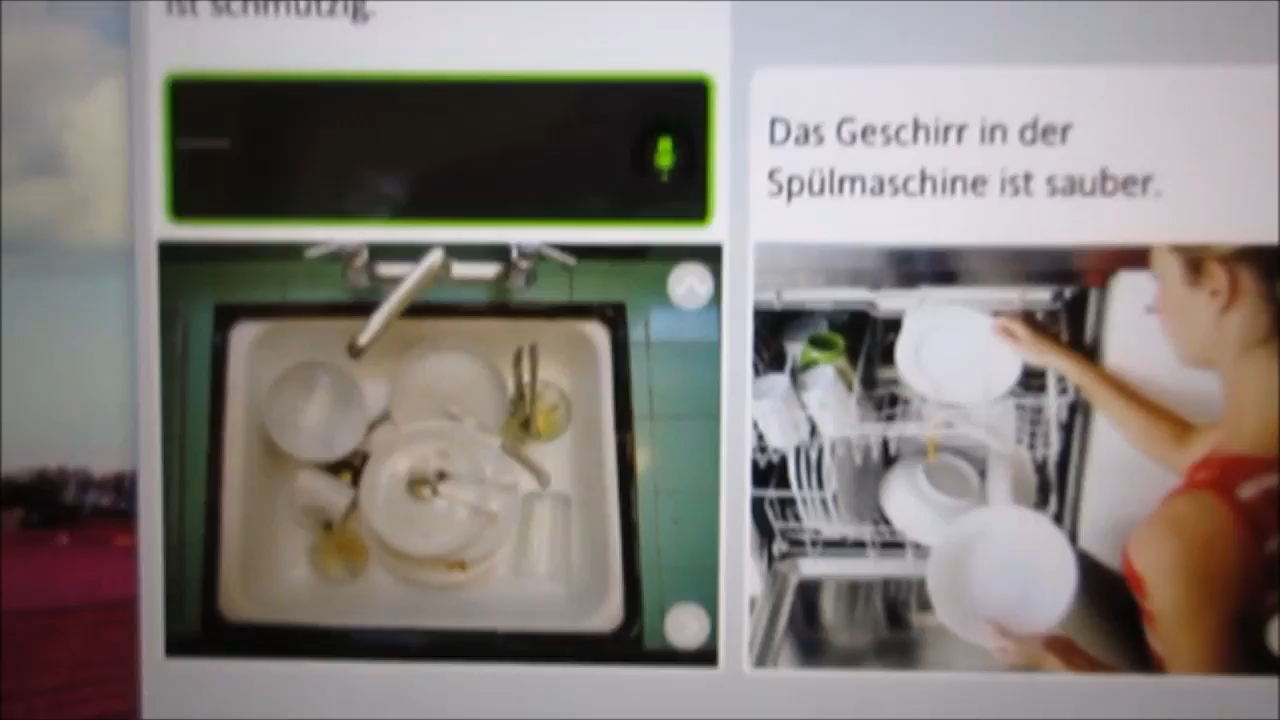 ist schmutzig.
Das Geschirr in der
Spülmaschine ist sauber.